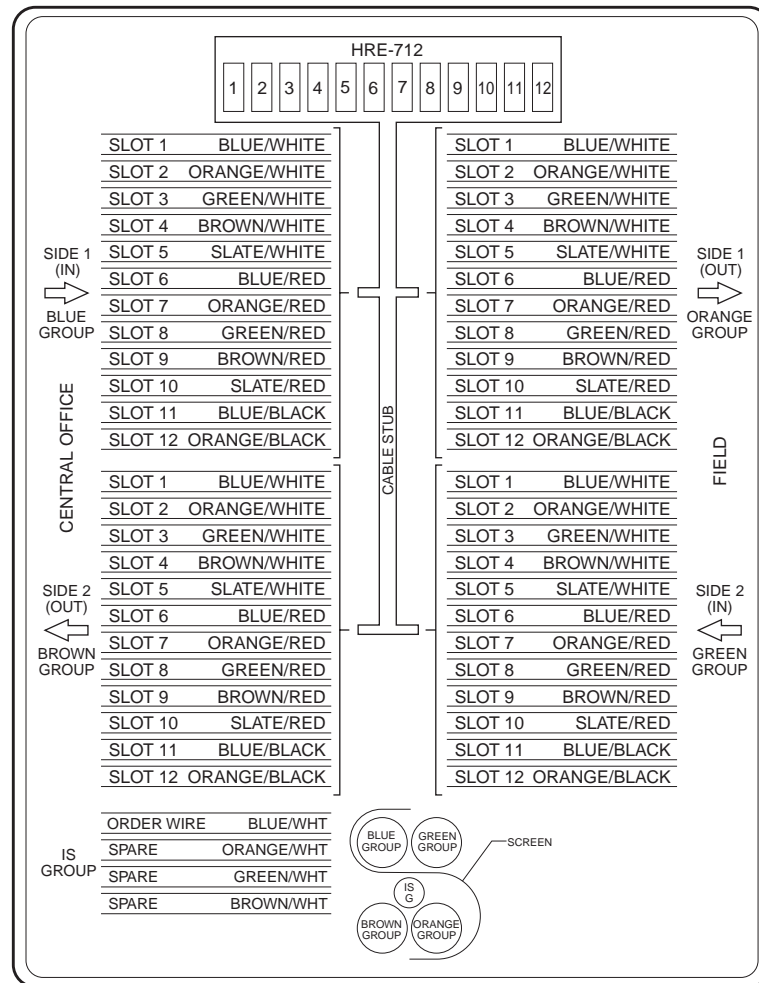 HRE-712
1 2 3 4 5 6 7 8 9 10 11 12
SIDE 1
(IN)
BLUE
GROUP
CENTRAL OFFICE
SLOT 1 BLUE/WHITE
SLOT 2 ORANGE/WHITE
SLOT 3 GREEN/WHITE
SLOT 4 BROWN/WHITE
SLOT 5 SLATE/WHITE
SLOT 6 BLUE/RED
SLOT 7 ORANGE/RED
SLOT 8 GREEN/RED
SLOT 9 BROWN/RED
SLOT 10 SLATE/RED
SLOT 11 BLUE/BLACK
SLOT 12 ORANGE/BLACK
CABLE STUB
SLOT 1 BLUE/WHITE
SLOT 2 ORANGE/WHITE
SLOT 3 GREEN/WHITE
SLOT 4 BROWN/WHITE
SLOT 5 SLATE/WHITE
SLOT 6 BLUE/RED
SLOT 7 ORANGE/RED
SLOT 8 GREEN/RED
SLOT 9 BROWN/RED
SLOT 10 SLATE/RED
SLOT 11 BLUE/BLACK
SLOT 12 ORANGE/BLACK
SIDE 1
(OUT)
ORANGE
GROUP
FIELD
SIDE 2
(OUT)
BROWN
GROUP
SLOT 1 BLUE/WHITE
SLOT 2 ORANGE/WHITE
SLOT 3 GREEN/WHITE
SLOT 4 BROWN/WHITE
SLOT 5 SLATE/WHITE
SLOT 6 BLUE/RED
SLOT 7 ORANGE/RED
SLOT 8 GREEN/RED
SLOT 9 BROWN/RED
SLOT 10 SLATE/RED
SLOT 11 BLUE/BLACK
SLOT 12 ORANGE/BLACK
SLOT 1 BLUE/WHITE
SLOT 2 ORANGE/WHITE
SLOT 3 GREEN/WHITE
SLOT 4 BROWN/WHITE
SLOT 5 SLATE/WHITE
SLOT 6 BLUE/RED
SLOT 7 ORANGE/RED
SLOT 8 GREEN/RED
SLOT 9 BROWN/RED
SLOT 10 SLATE/RED
SLOT 11 BLUE/BLACK
SLOT 12 ORANGE/BLACK
SIDE 2
(IN)
GREEN
GROUP
IS
GROUP
ORDER WIRE BLUE/WHT
SPARE ORANGE/WHT
SPARE GREEN/WHT
SPARE BROWN/WHT
BLUE
GROUP
GREEN
GROUP
SCREEN
IS
G
BROWN
GROUP
ORANGE
GROUP